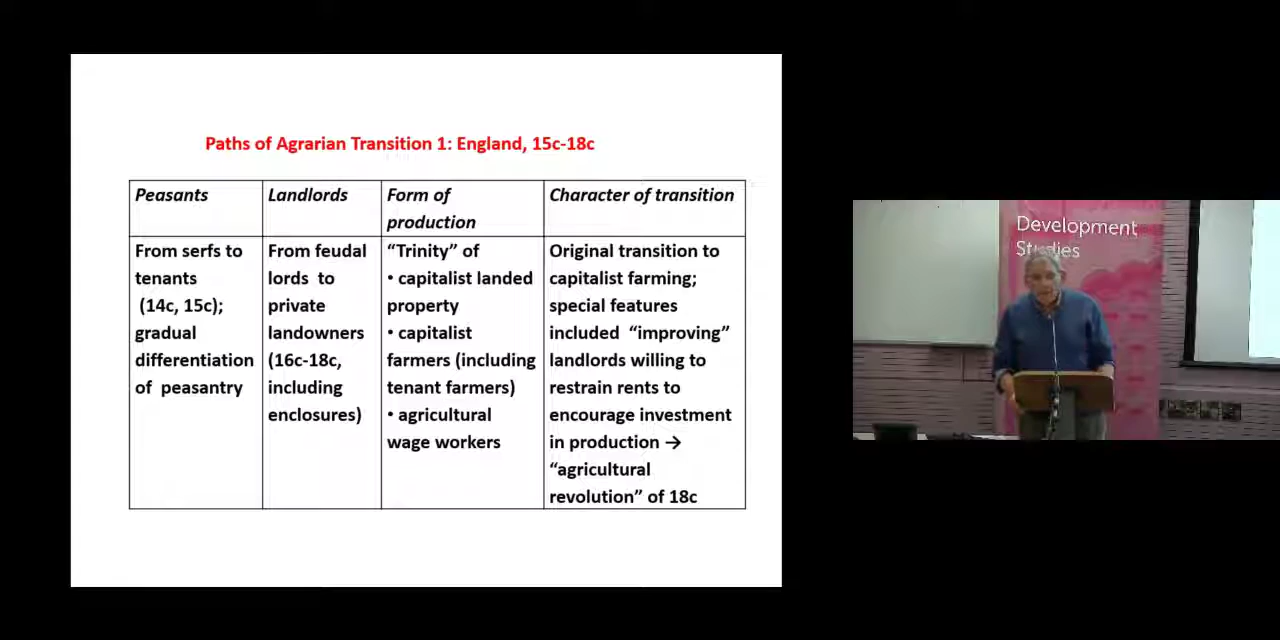 Paths of Agrarian Transition 1: England, 15c-18c
Peasants
Landlords
Form of
production
Character of transition
From serfs to
tenants
(14c, 15c);
gradual
differentiation
of peasantry
From feudal
lords to
private
landowners
(16c-18c,
including
enclosures)
“Trinity” of
• capitalist landed
property
• capitalist
farmers (including
tenant farmers)
• agricultural
wage workers
Original transition to
capitalist farming;
special features
included “improving”
landlords willing to
restrain rents to
encourage investment
in production →
“agricultural
revolution” of 18c
Development
Studies